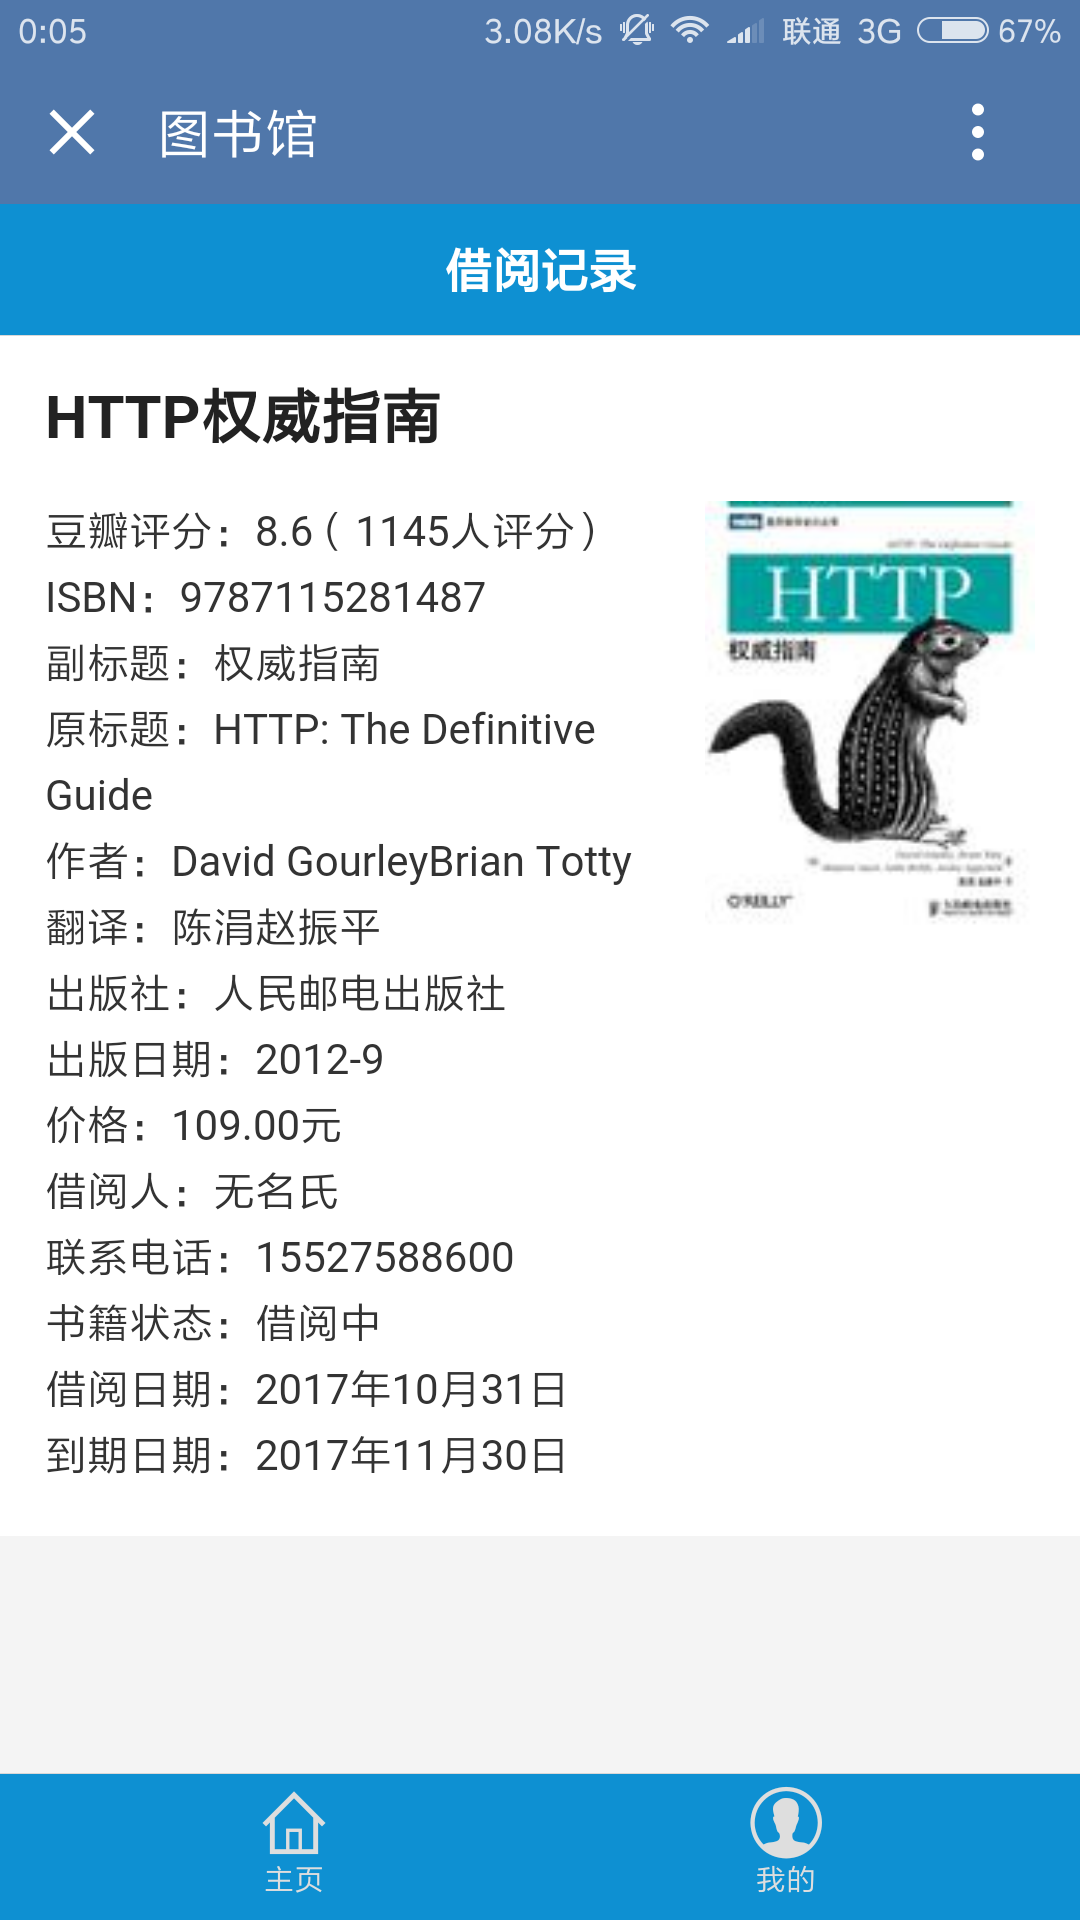 0:05 3.08K/s 联通 3G 67%
图书馆
借阅记录
HTTP权威指南
豆瓣评分：8.6（1145人评分）
ISBN：9787115281487
副标题：权威指南
原标题：HTTP: The Definitive
Guide
作者：David GourleyBrian Totty
翻译：陈涓赵振平
出版社：人民邮电出版社
出版日期：2012-9
价格：109.00元
借阅人：无名氏
联系电话：15527588600
书籍状态：借阅中
借阅日期：2017年10月31日
到期日期：2017年11月30日
HTTP
权威指南
O'REILLY
主页
我的